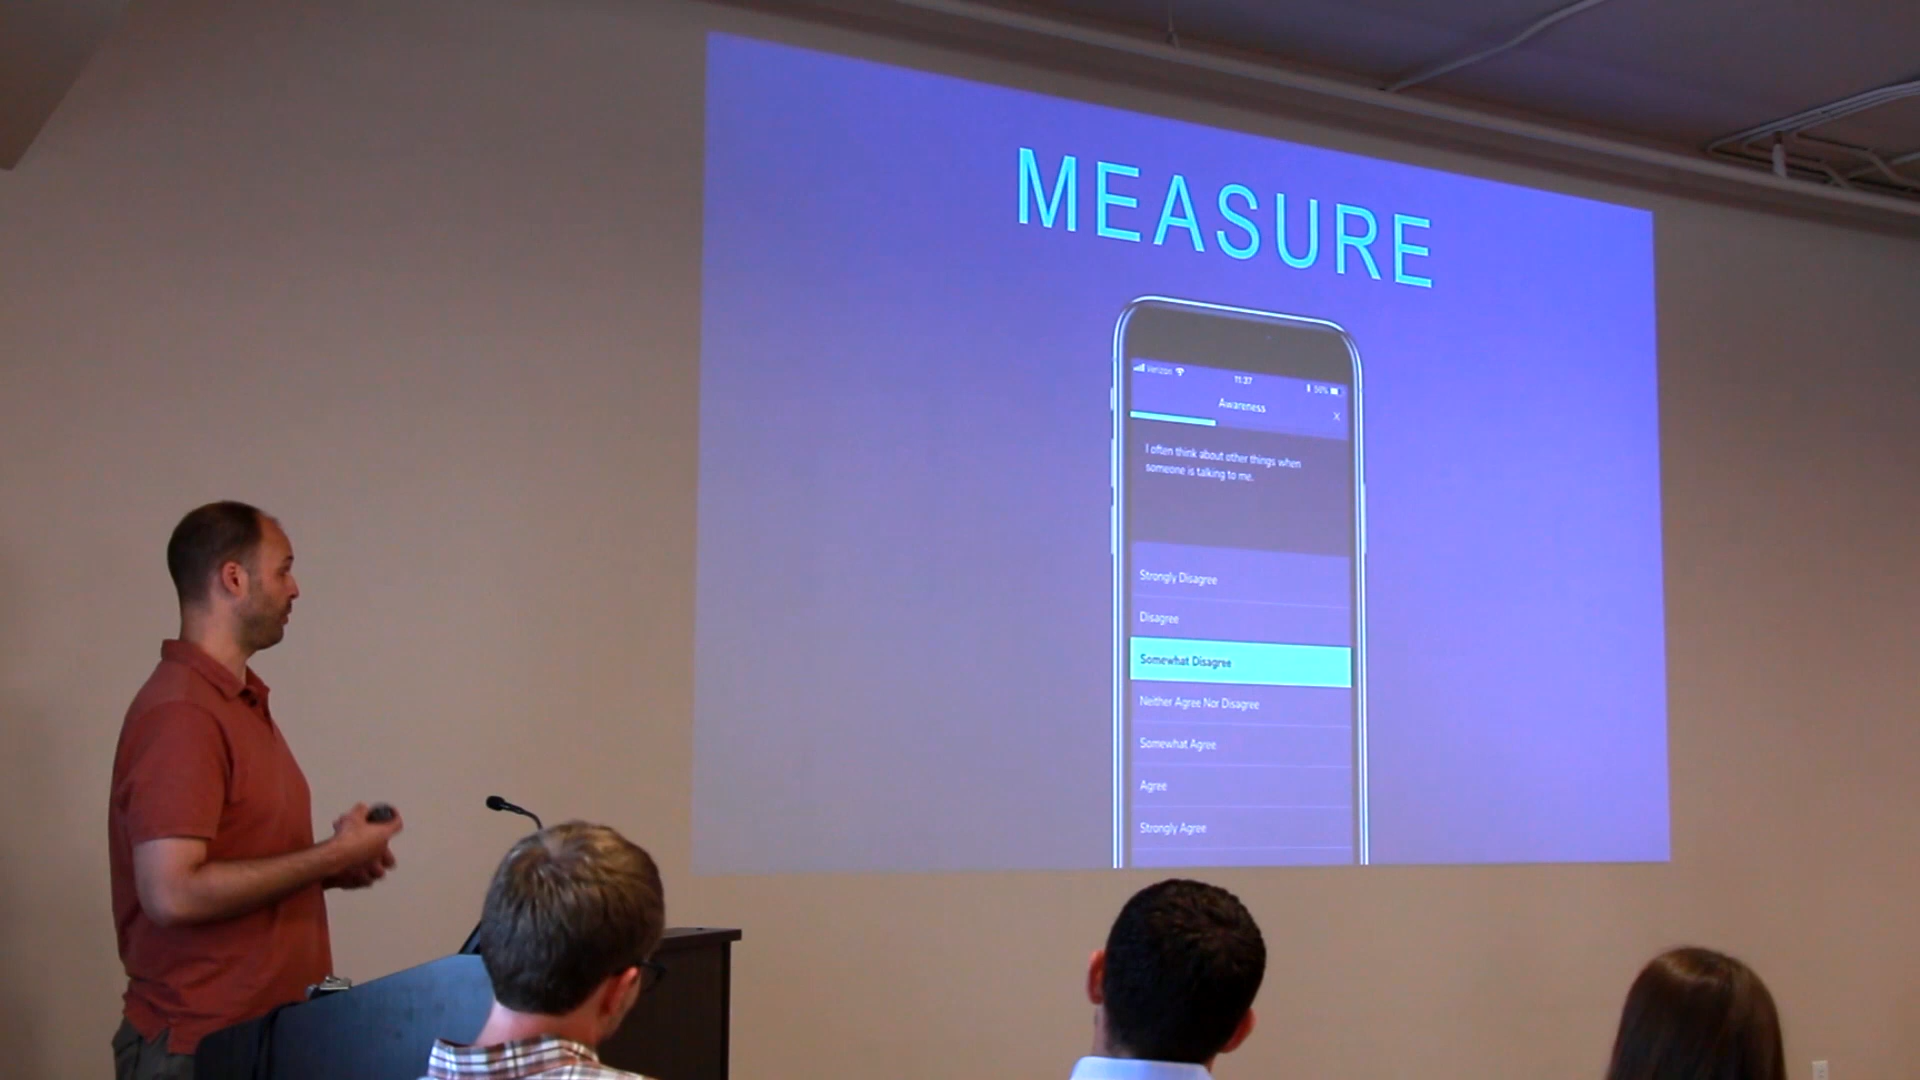 MEASURE
Verizon 11:37 50%
Awareness X
I often think about other things when
someone is talking to me.
Strongly Disagree
Disagree
Somewhat Disagree
Neither Agree Nor Disagree
Somewhat Agree
Agree
Strongly Agree